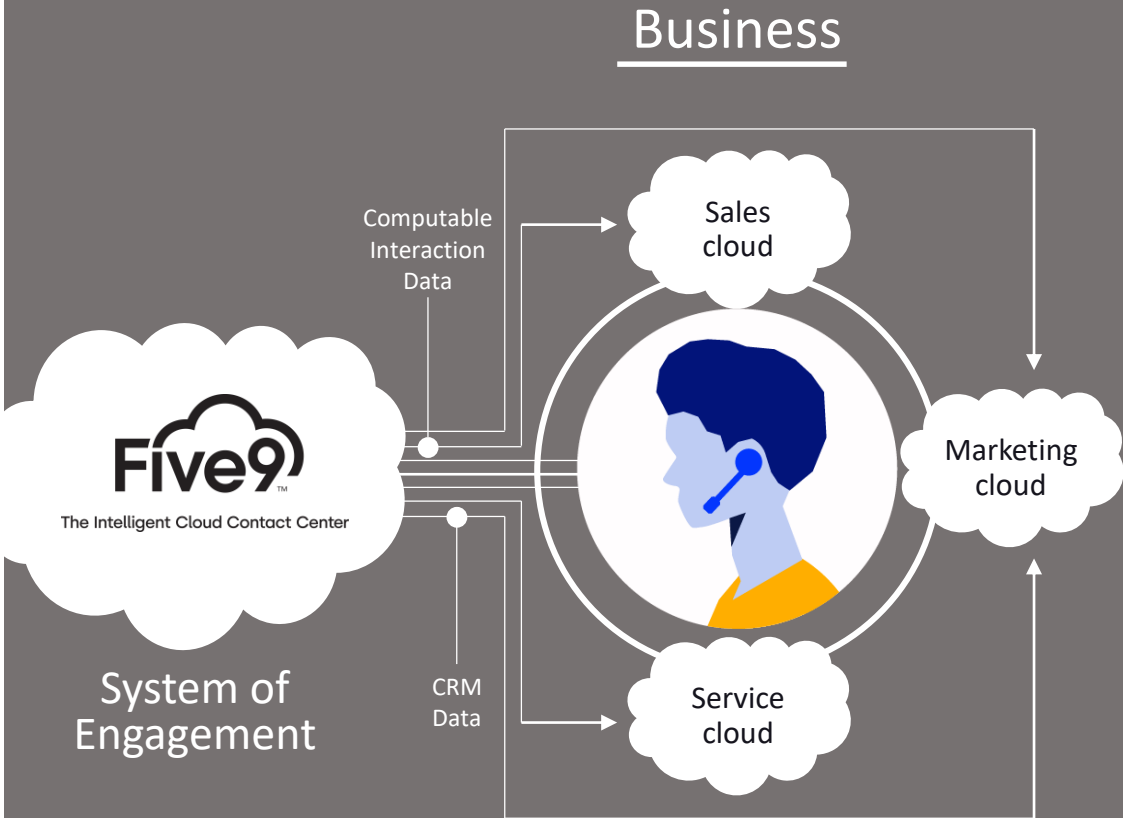 Business
Computable
Interaction
Data
Sales
cloud
Five9™
The Intelligent Cloud Contact Center
Marketing
cloud
System of
Engagement
CRM
Data
Service
cloud